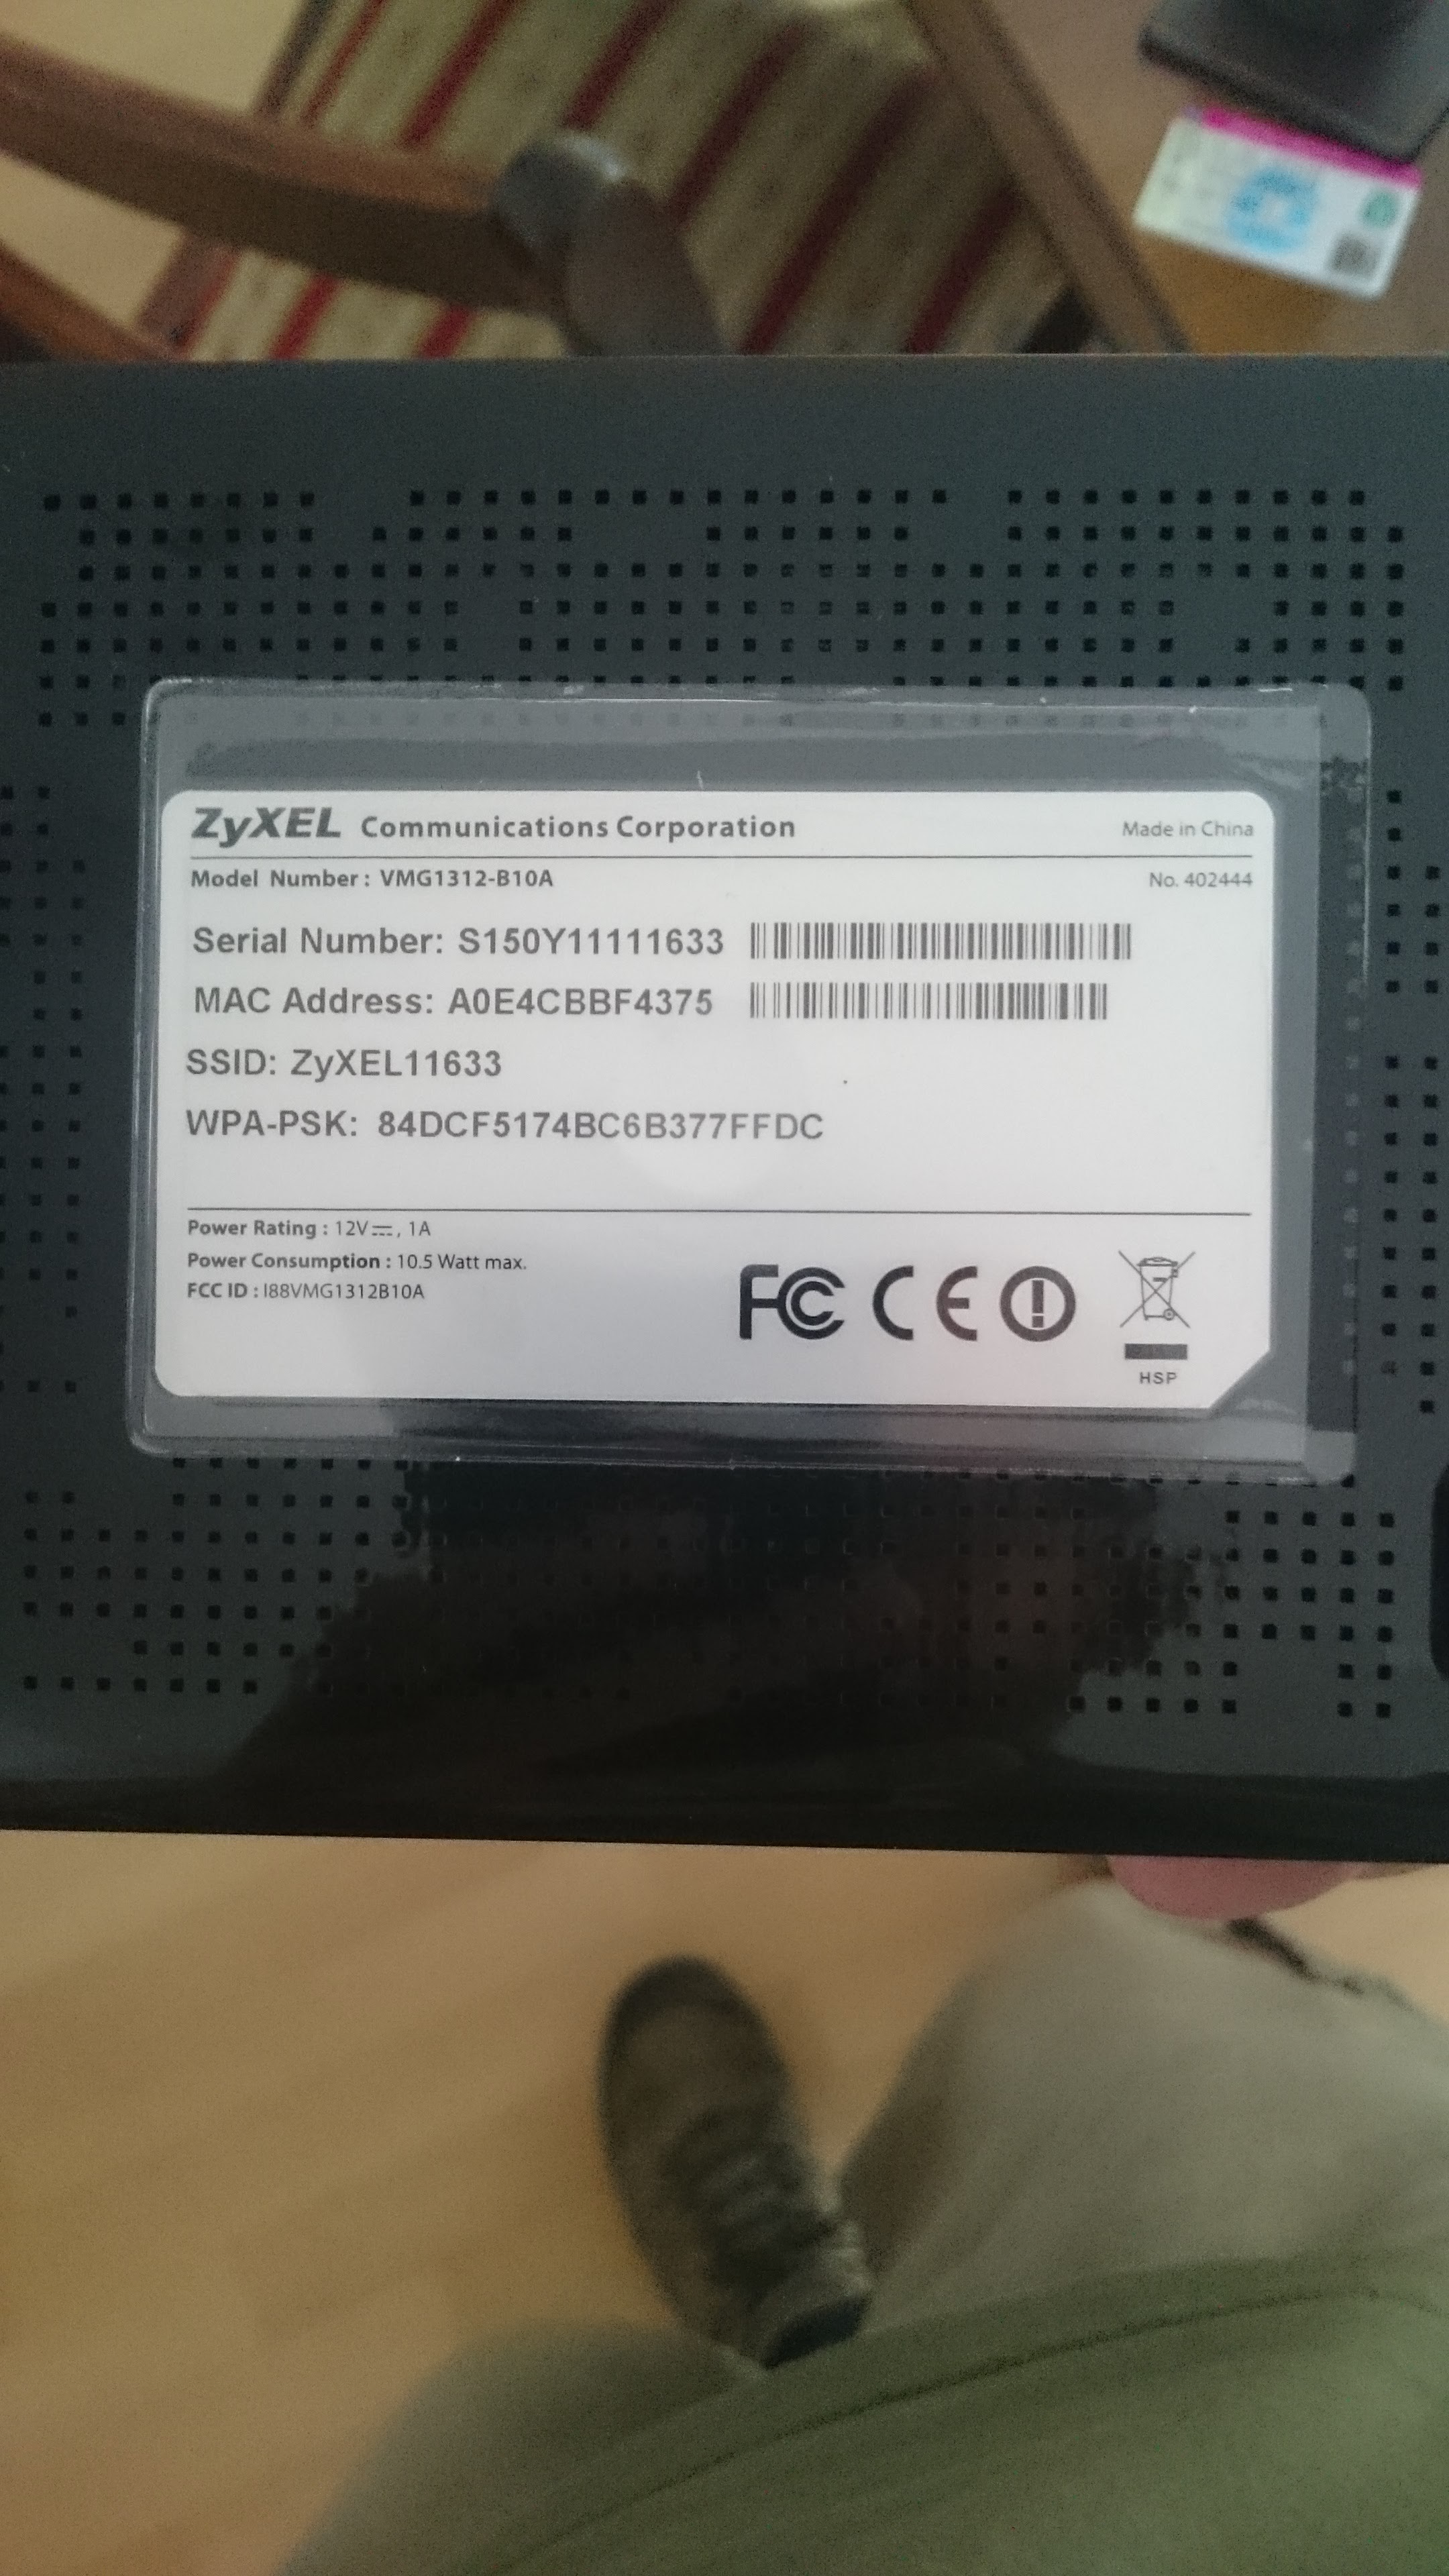 ZyXEL Communications Corporation Made in China
Model Number : VMG1312-B10A No. 402444
Serial Number: S150Y11111633
MAC Address: A0E4CBBF4375
SSID: ZyXEL11633
WPA-PSK: 84DCF5174BC6B377FFDC
Power Rating : 12V⎓, 1A
Power Consumption : 10.5 Watt max.
FCC ID : I88VMG1312B10A
FC CE
HSP